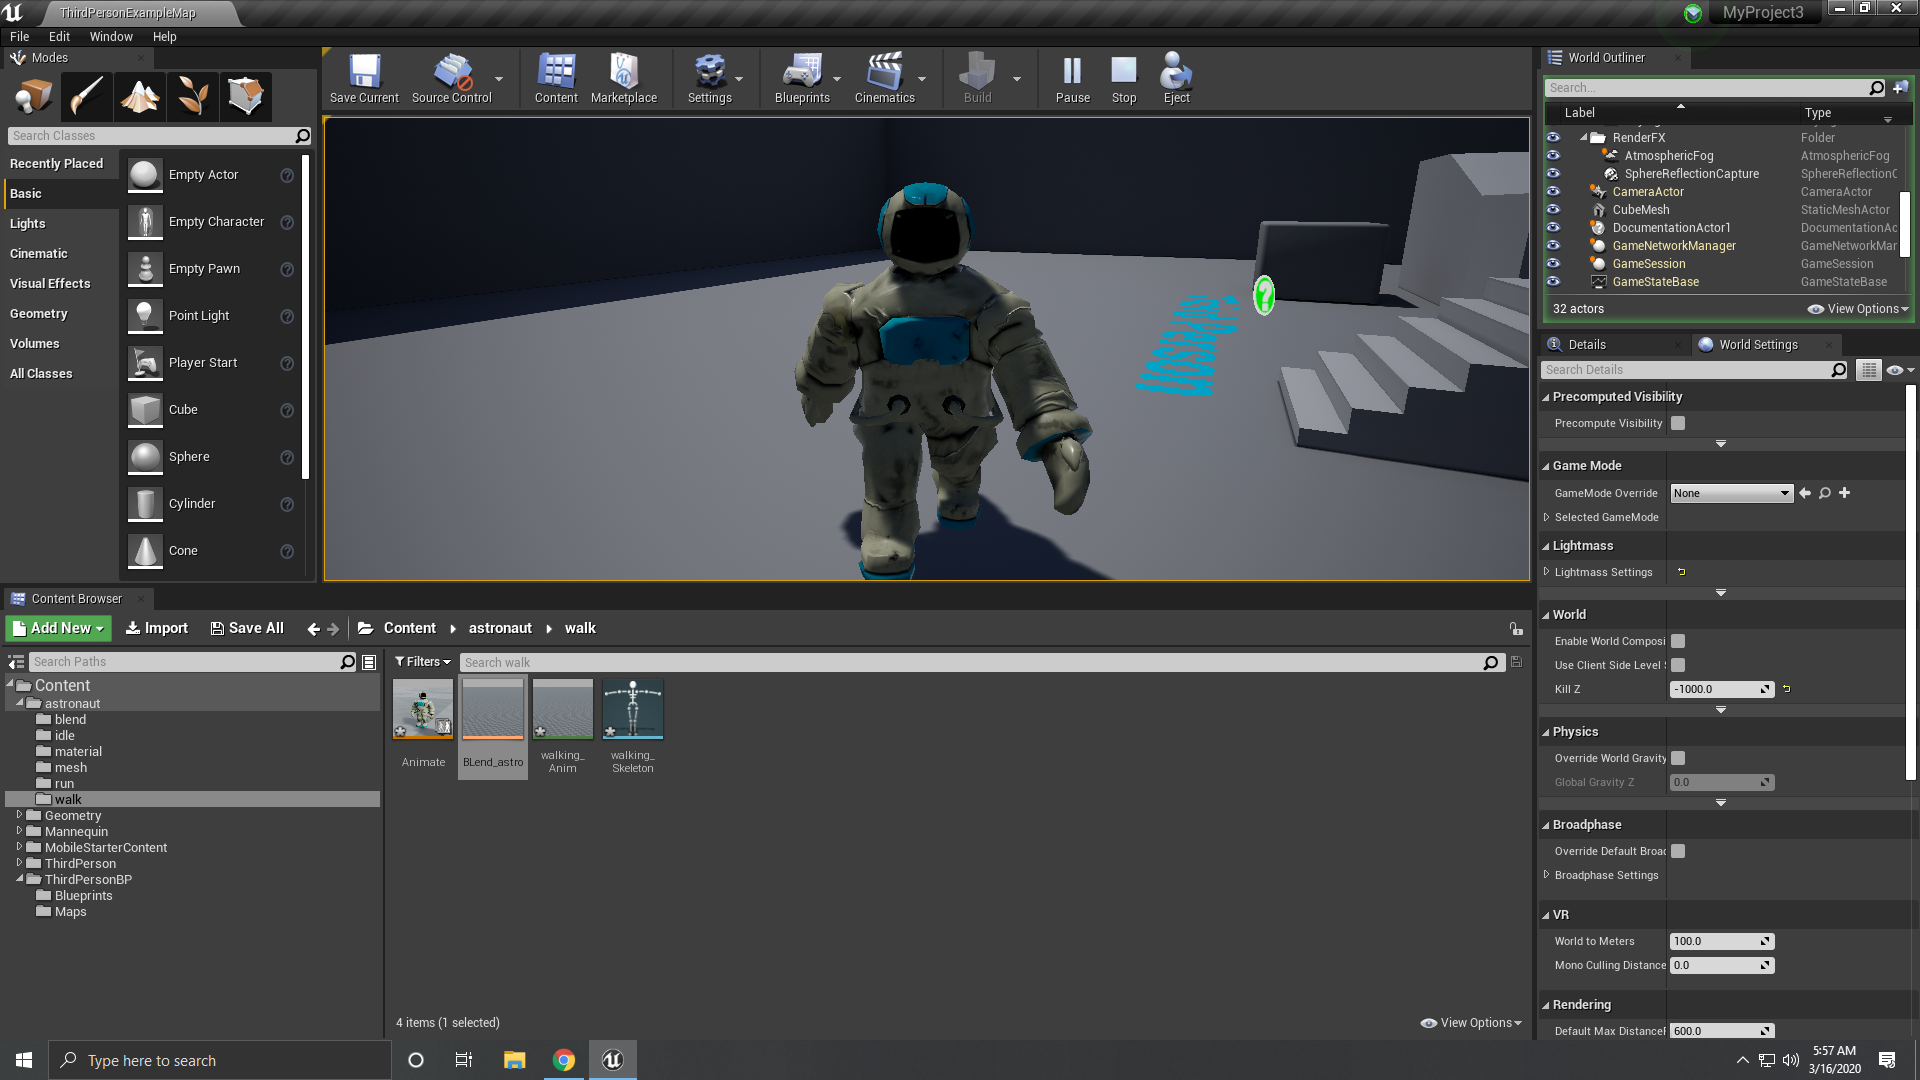 ThirdPersonExampleMap
MyProject3
File Edit Window Help
Modes
Search Classes
Recently Placed
Basic
Lights
Cinematic
Visual Effects
Geometry
Volumes
All Classes
Empty Actor
Empty Character
Empty Pawn
Point Light
Player Start
Cube
Sphere
Cylinder
Cone
Save Current Source Control Content Marketplace Settings Blueprints Cinematics Build Pause Stop Eject
World Outliner
Search...
Label Type
RenderFX Folder
AtmosphericFog AtmosphericFog
SphereReflectionCapture SphereReflectionC
CameraActor CameraActor
CubeMesh StaticMeshActor
DocumentationActor1 DocumentationAc
GameNetworkManager GameNetworkMar
GameSession GameSession
GameStateBase GameStateBase
32 actors View Options
Details World Settings
Search Details
Precomputed Visibility
Precompute Visibility
Game Mode
GameMode Override None
Selected GameMode
Lightmass
Lightmass Settings
World
Enable World Composi
Use Client Side Level
Kill Z -1000.0
Physics
Override World Gravity
Global Gravity Z 0.0
Broadphase
Override Default Broad
Broadphase Settings
VR
World to Meters 100.0
Mono Culling Distance 0.0
Rendering
Default Max DistanceF 600.0
Content Browser
Add New Import Save All Content astronaut walk
Search Paths
Content
astronaut
blend
idle
material
mesh
run
walk
Geometry
Mannequin
MobileStarterContent
ThirdPerson
ThirdPersonBP
Blueprints
Maps
Filters Search walk
Animate
BLend_astro
walking_
Anim
walking_
Skeleton
4 items (1 selected) View Options
Type here to search
5:57 AM
3/16/2020